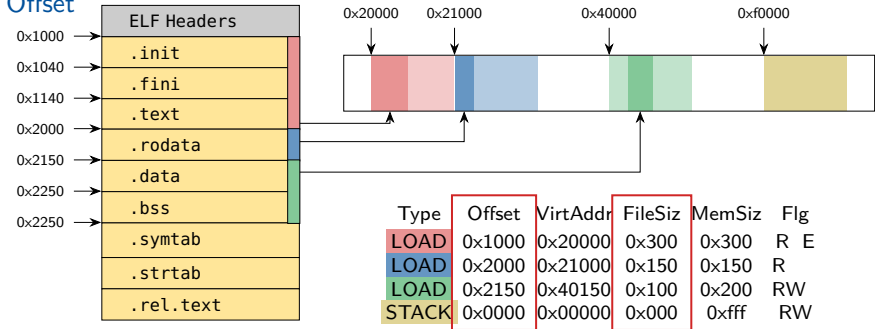 Offset
ELF Headers
0x1000
.init
0x1040
.fini
0x1140
.text
0x2000
.rodata
0x2150
.data
0x2250
.bss
0x2250
.symtab
.strtab
.rel.text
0x20000 0x21000 0x40000 0xf0000
Type Offset VirtAddr FileSiz MemSiz Flg
LOAD 0x1000 0x20000 0x300 0x300 R E
LOAD 0x2000 0x21000 0x150 0x150 R
LOAD 0x2150 0x40150 0x100 0x200 RW
STACK 0x0000 0x00000 0x000 0xfff RW